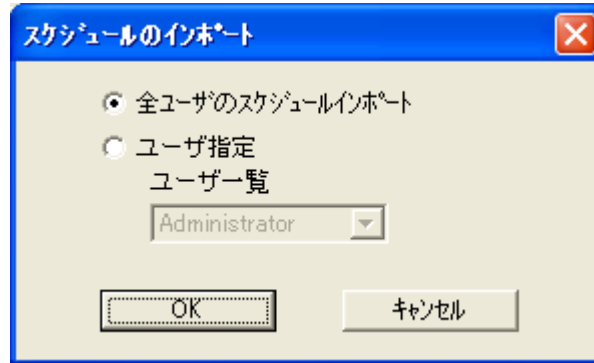 スケジュールのインポート
全ユーザのスケジュールインポート
ユーザ指定
ユーザ一覧
Administrator
OK
キャンセル